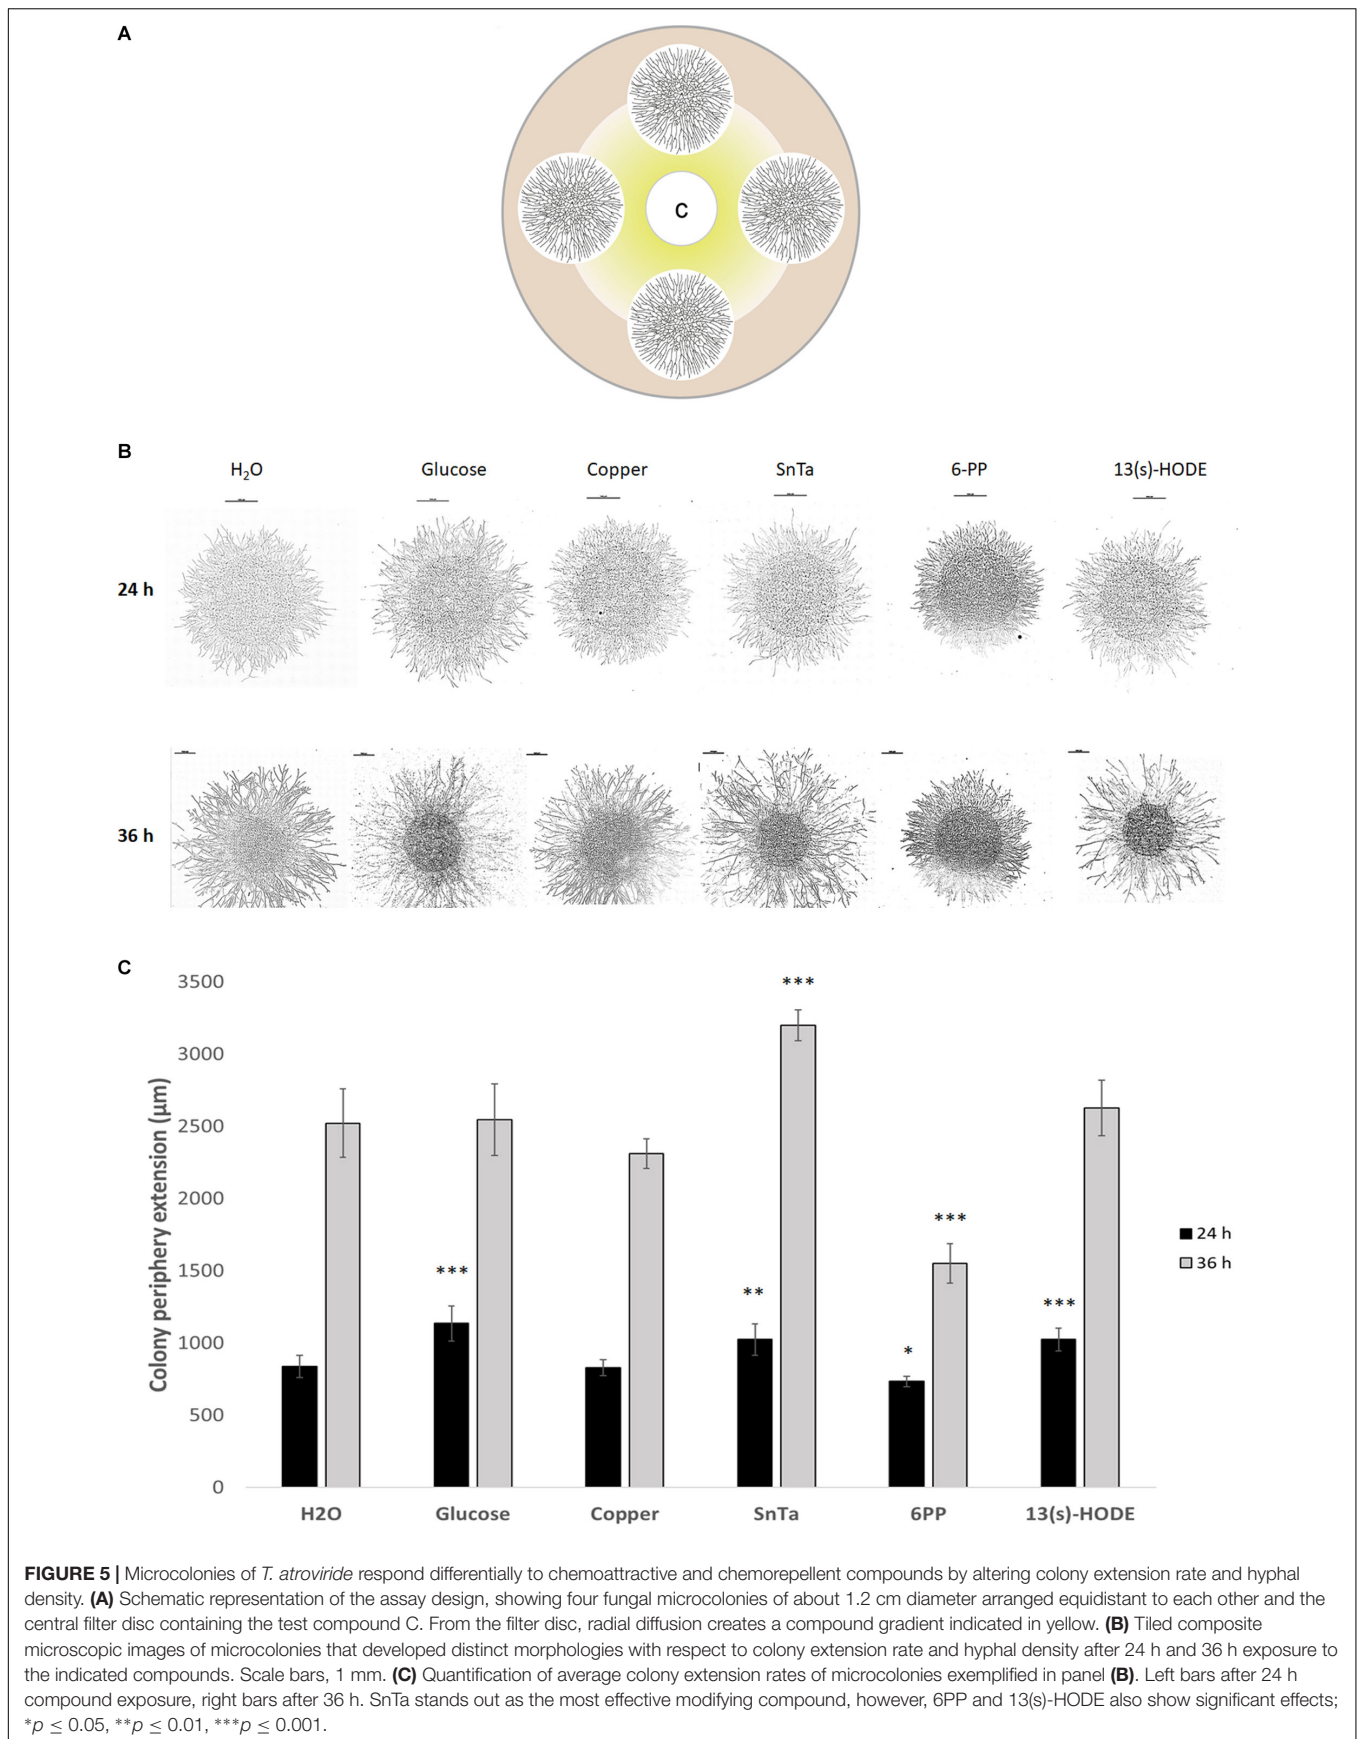 A
C
B
H₂O Glucose Copper SnTa 6-PP 13(s)-HODE
24 h
36 h
C
3500
3000
2500
2000
1500
1000
500
0
Colony periphery extension (µm)
***
**
*
***
***
***
24 h
36 h
H2O Glucose Copper SnTa 6PP 13(s)-HODE
FIGURE 5 | Microcolonies of T. atroviride respond differentially to chemoattractive and chemorepellent compounds by altering colony extension rate and hyphal
density. (A) Schematic representation of the assay design, showing four fungal microcolonies of about 1.2 cm diameter arranged equidistant to each other and the
central filter disc containing the test compound C. From the filter disc, radial diffusion creates a compound gradient indicated in yellow. (B) Tiled composite
microscopic images of microcolonies that developed distinct morphologies with respect to colony extension rate and hyphal density after 24 h and 36 h exposure to
the indicated compounds. Scale bars, 1 mm. (C) Quantification of average colony extension rates of microcolonies exemplified in panel (B). Left bars after 24 h
compound exposure, right bars after 36 h. SnTa stands out as the most effective modifying compound, however, 6PP and 13(s)-HODE also show significant effects;
*p ≤ 0.05, **p ≤ 0.01, ***p ≤ 0.001.